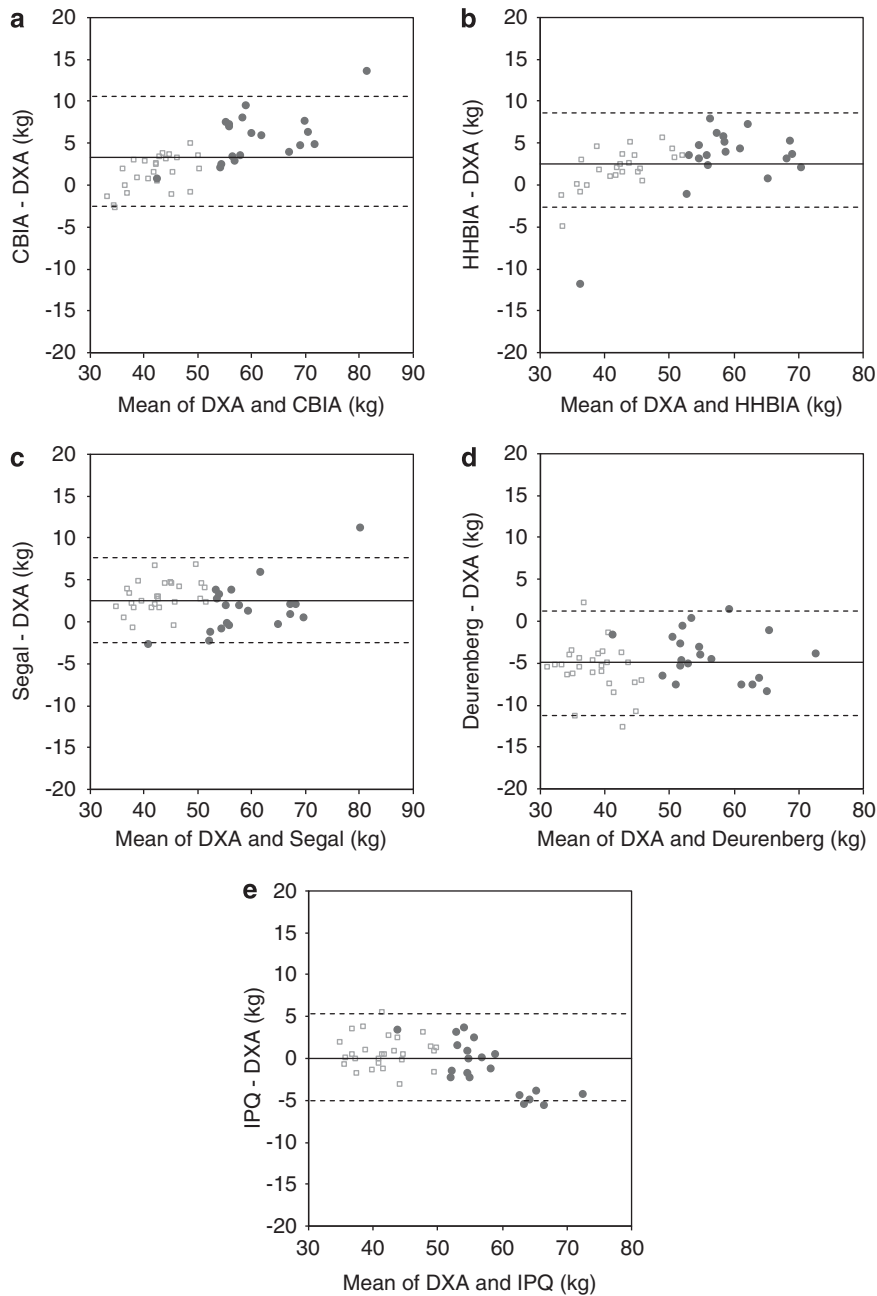 a
20
15
10
5
0
-5
-10
-15
-20
CBIA - DXA (kg)
30 40 50 60 70 80 90
Mean of DXA and CBIA (kg)
b
20
15
10
5
0
-5
-10
-15
-20
HHBIA - DXA (kg)
30 40 50 60 70 80
Mean of DXA and HHBIA (kg)
c
20
15
10
5
0
-5
-10
-15
-20
Segal - DXA (kg)
30 40 50 60 70 80 90
Mean of DXA and Segal (kg)
d
20
15
10
5
0
-5
-10
-15
-20
Deurenberg - DXA (kg)
30 40 50 60 70 80
Mean of DXA and Deurenberg (kg)
e
20
15
10
5
0
-5
-10
-15
-20
IPQ - DXA (kg)
30 40 50 60 70 80
Mean of DXA and IPQ (kg)